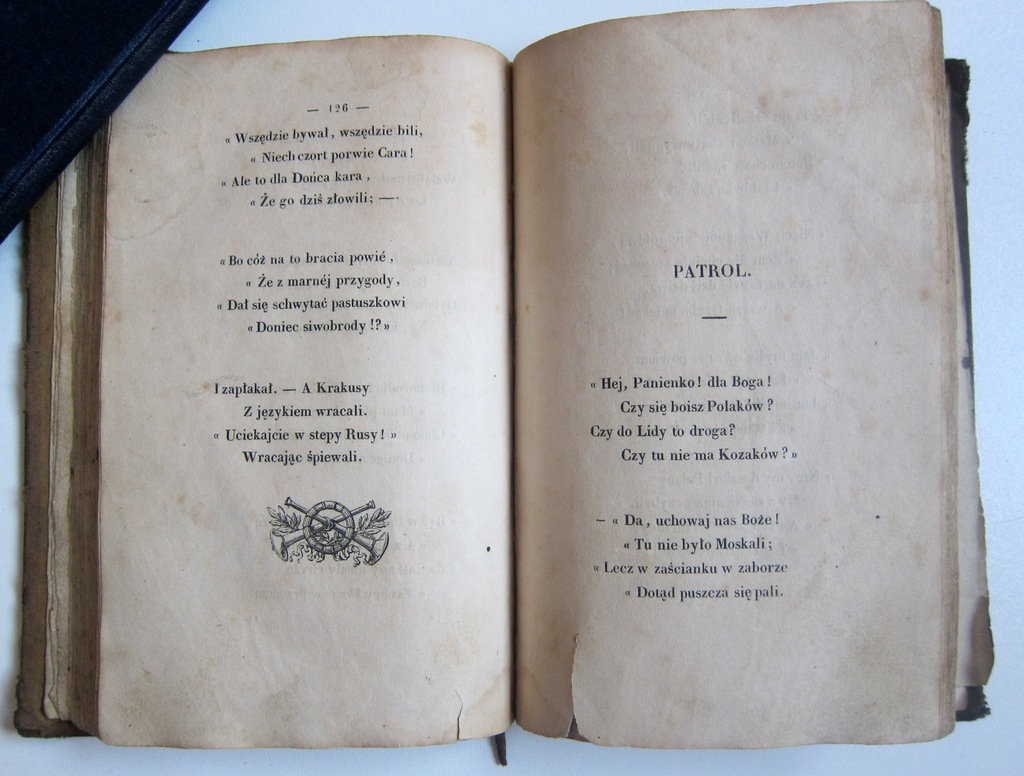 — 126 —
« Wszędzie bywał, wszędzie bili,
« Niech czort porwie Cara!
« Ale to dla Dońca kara,
« Że go dziś złowili; —
« Bo cóż na to bracia powié,
« Że z marnéj przygody,
« Dał się schwytać pastuszkowi
« Doniec siwobrody!? »
I zapłakał. — A Krakusy
Z językiem wracali.
« Uciekajcie w stepy Rusy! »
Wracając śpiewali.
PATROL.
« Hej, Panienko! dla Boga!
Czy się boisz Polaków?
Czy do Lidy to droga?
Czy tu nie ma Kozaków? »
— « Da, uchowaj nas Boże!
« Tu nie było Moskali;
« Lecz w zaścianku w zaborze
« Dotąd puszcza się pali.